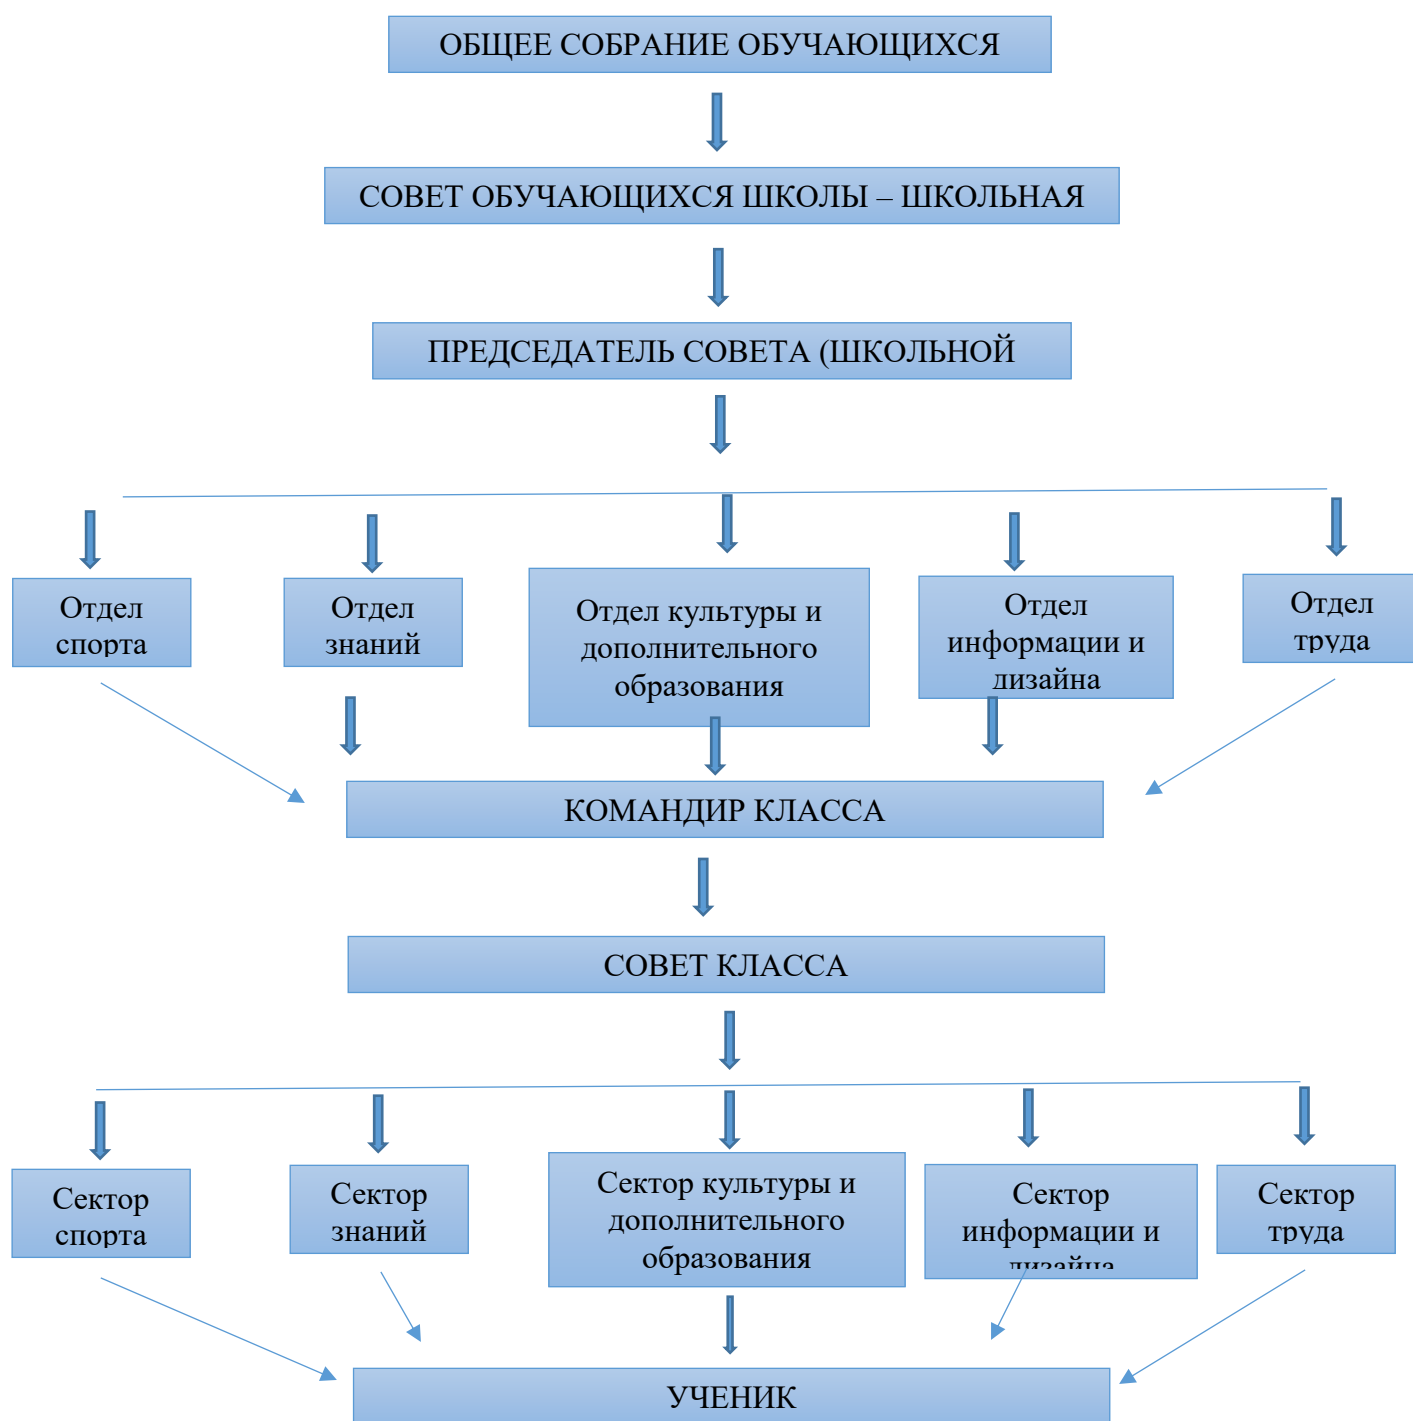 ОБЩЕЕ СОБРАНИЕ ОБУЧАЮЩИХСЯ
СОВЕТ ОБУЧАЮЩИХСЯ ШКОЛЫ – ШКОЛЬНАЯ
ПРЕДСЕДАТЕЛЬ СОВЕТА (ШКОЛЬНОЙ
Отдел
спорта
Отдел
знаний
Отдел культуры и
дополнительного
образования
Отдел
информации и
дизайна
Отдел
труда
КОМАНДИР КЛАССА
СОВЕТ КЛАССА
Сектор
спорта
Сектор
знаний
Сектор культуры и
дополнительного
образования
Сектор
информации и
дизайна
Сектор
труда
УЧЕНИК